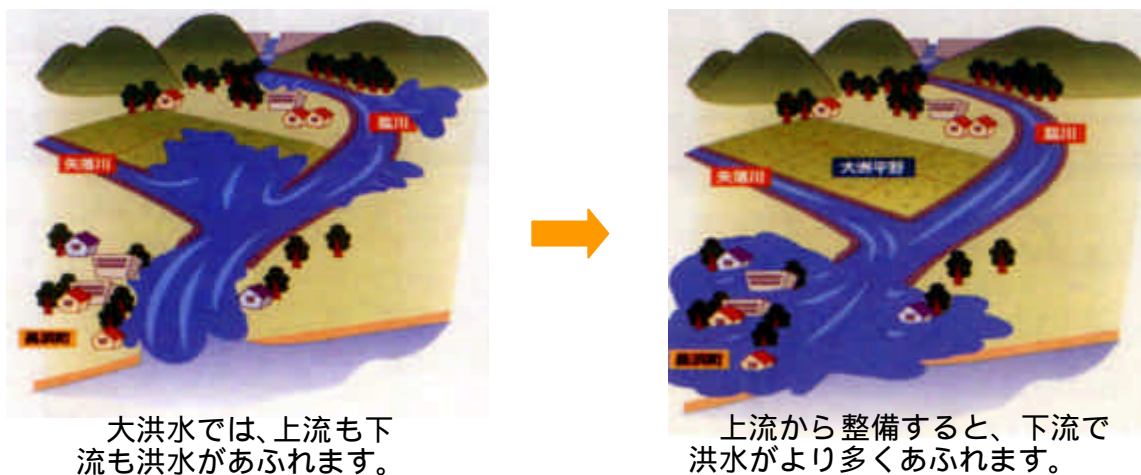 矢落川
肱川
長浜町
大洲平野
矢落川
肱川
長浜町
大洪水では、上流も下
流も洪水があふれます。
上流から整備すると、下流で
洪水がより多くあふれます。